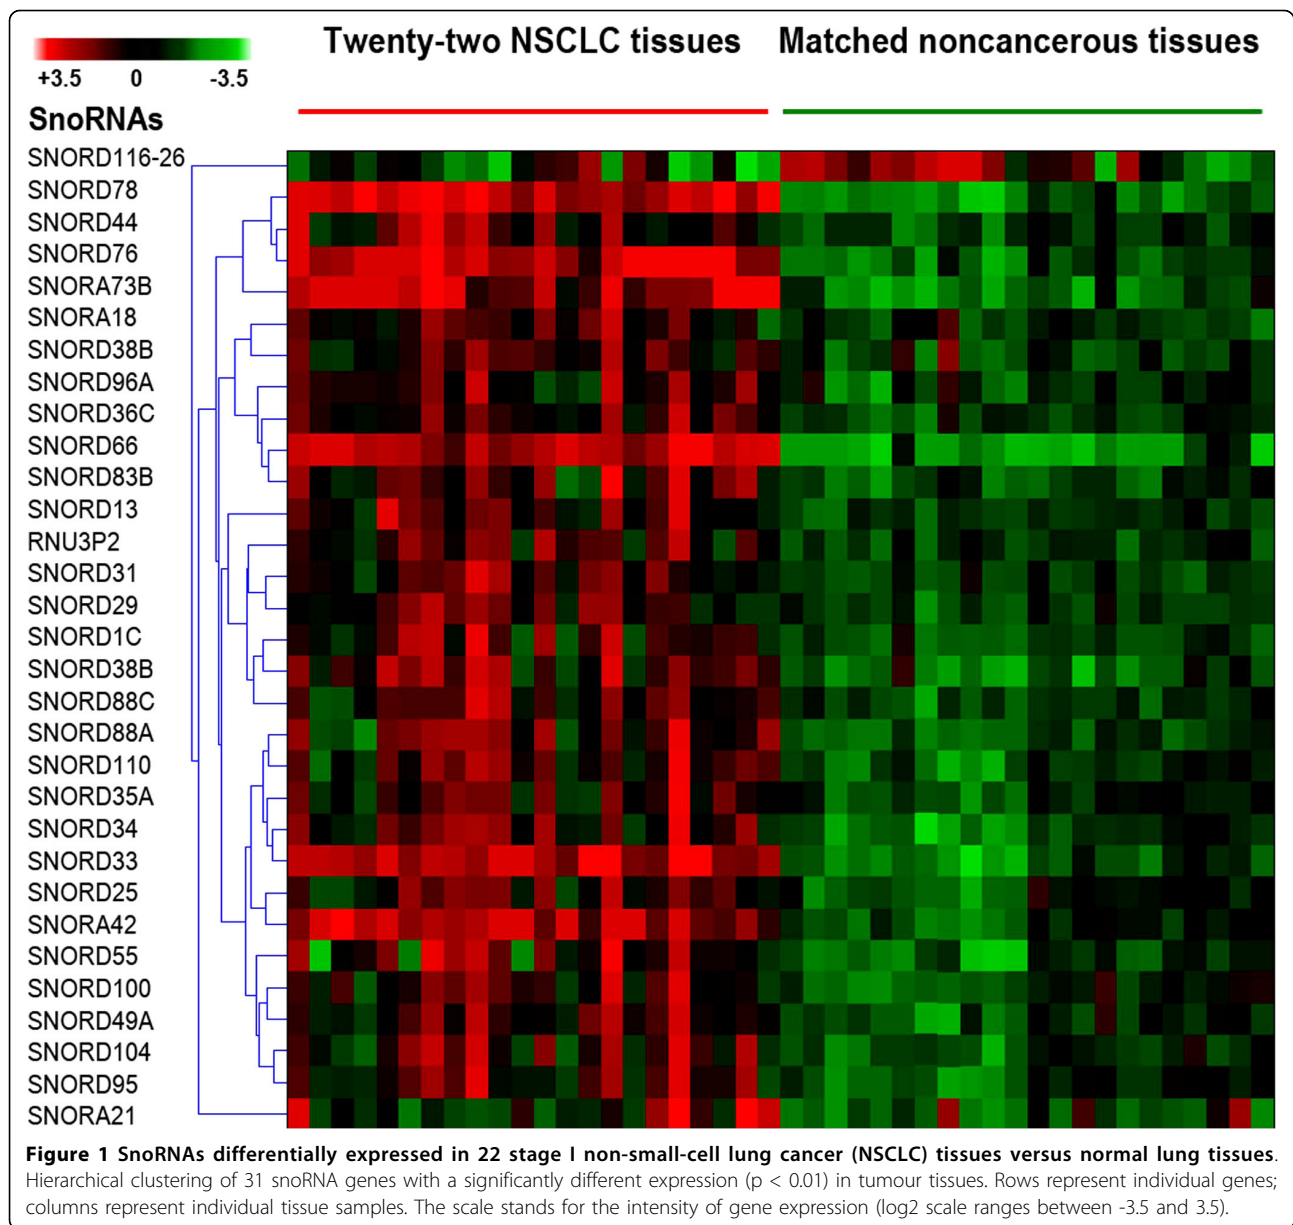 Twenty-two NSCLC tissues Matched noncancerous tissues
+3.5 0 -3.5
SnoRNAs
SNORD116-26
SNORD78
SNORD44
SNORD76
SNORA73B
SNORA18
SNORD38B
SNORD96A
SNORD36C
SNORD66
SNORD83B
SNORD13
RNU3P2
SNORD31
SNORD29
SNORD1C
SNORD38B
SNORD88C
SNORD88A
SNORD110
SNORD35A
SNORD34
SNORD33
SNORD25
SNORA42
SNORD55
SNORD100
SNORD49A
SNORD104
SNORD95
SNORA21
Figure 1 SnoRNAs differentially expressed in 22 stage I non-small-cell lung cancer (NSCLC) tissues versus normal lung tissues.
Hierarchical clustering of 31 snoRNA genes with a significantly different expression (p < 0.01) in tumour tissues. Rows represent individual genes;
columns represent individual tissue samples. The scale stands for the intensity of gene expression (log2 scale ranges between -3.5 and 3.5).